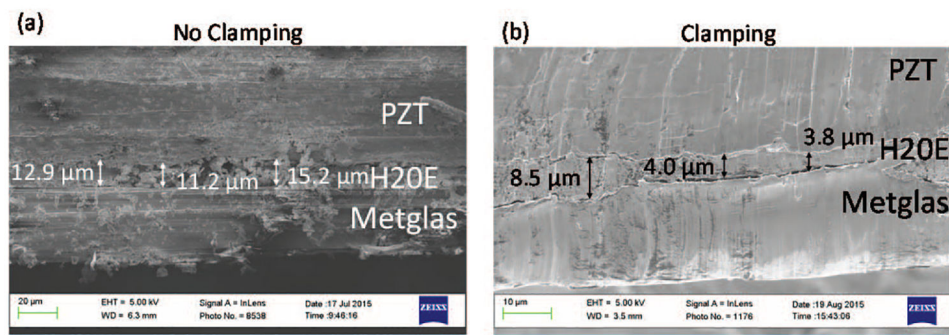 (a)
No Clamping
PZT
12.9 µm
11.2 µm
15.2 µm
H20E
Metglas
20 µm
EHT = 5.00 kV
WD = 6.3 mm
Signal A = InLens
Photo No. = 8538
Date :17 Jul 2015
Time :9:46:16
ZEISS
(b)
Clamping
PZT
3.8 µm
H20E
4.0 µm
8.5 µm
Metglas
10 µm
EHT = 5.00 kV
WD = 3.5 mm
Signal A = InLens
Photo No. = 1176
Date :19 Aug 2015
Time :15:43:06
ZEISS